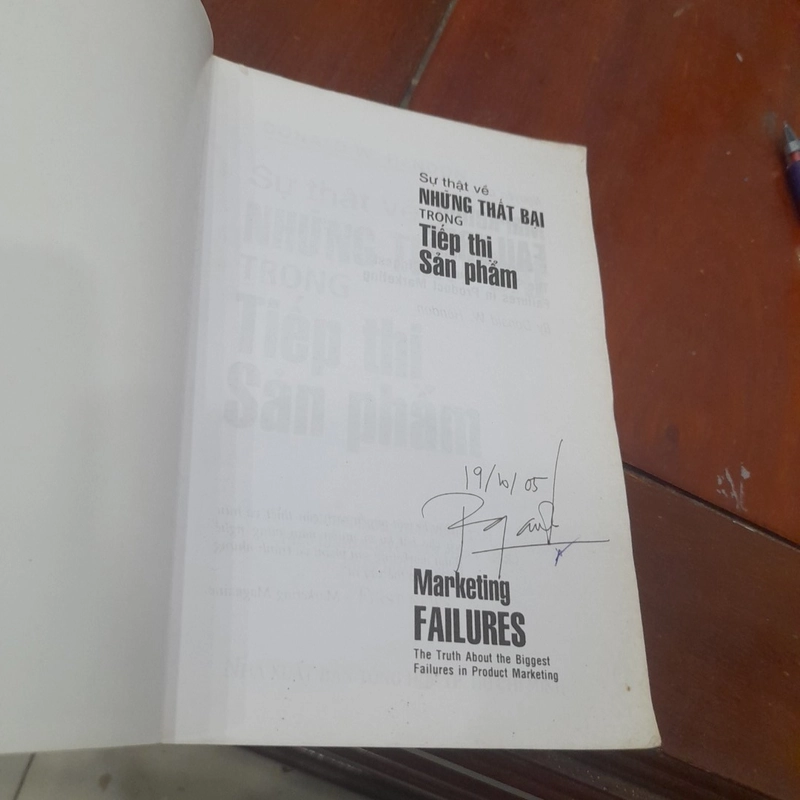 Sự thật về
NHỮNG THẤT BẠI
TRONG
Tiếp thị
Sản phẩm
19/10/05
Marketing
FAILURES
The Truth About the Biggest
Failures in Product Marketing